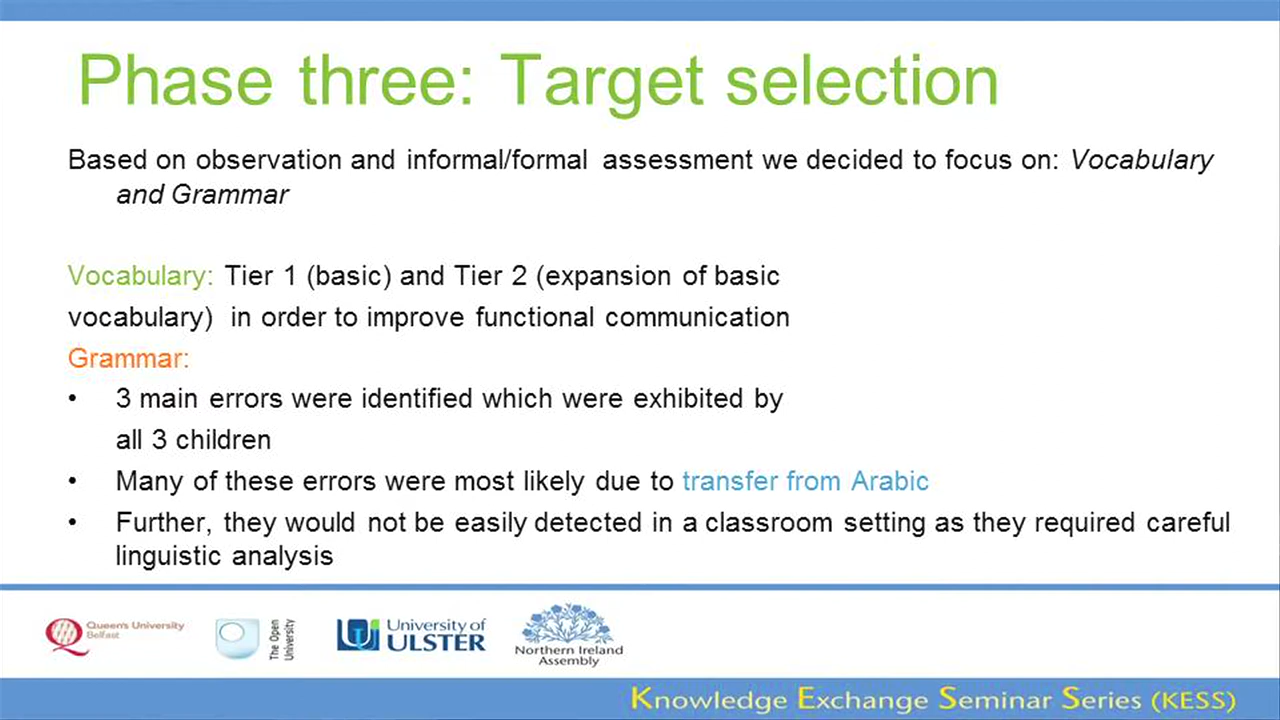 Phase three: Target selection
Based on observation and informal/formal assessment we decided to focus on: Vocabulary
and Grammar
Vocabulary: Tier 1 (basic) and Tier 2 (expansion of basic
vocabulary) in order to improve functional communication
Grammar:
• 3 main errors were identified which were exhibited by
all 3 children
• Many of these errors were most likely due to transfer from Arabic
• Further, they would not be easily detected in a classroom setting as they required careful
linguistic analysis
Queen's University
Belfast
The Open
University
University of
ULSTER
Northern Ireland
Assembly
Knowledge Exchange Seminar Series (KESS)